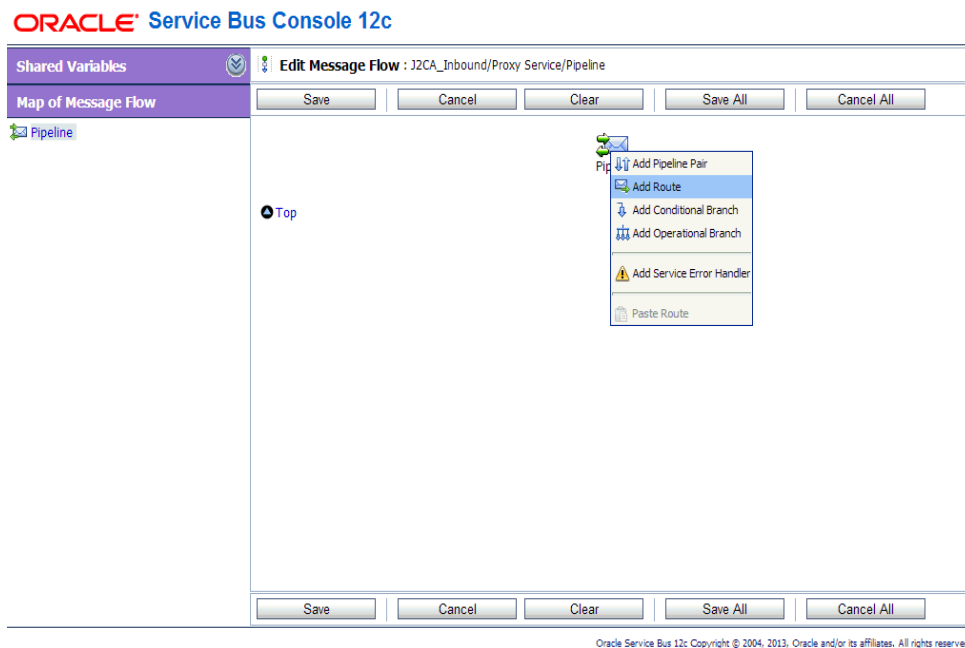 ORACLE Service Bus Console 12c
Shared Variables
Edit Message Flow : J2CA_Inbound/Proxy Service/Pipeline
Map of Message Flow
Save Cancel Clear Save All Cancel All
Pipeline
Pip
Add Pipeline Pair
Add Route
Add Conditional Branch
Add Operational Branch
Add Service Error Handler
Paste Route
Top
Save Cancel Clear Save All Cancel All
Oracle Service Bus 12c Copyright © 2004, 2013, Oracle and/or its affiliates. All rights reserve